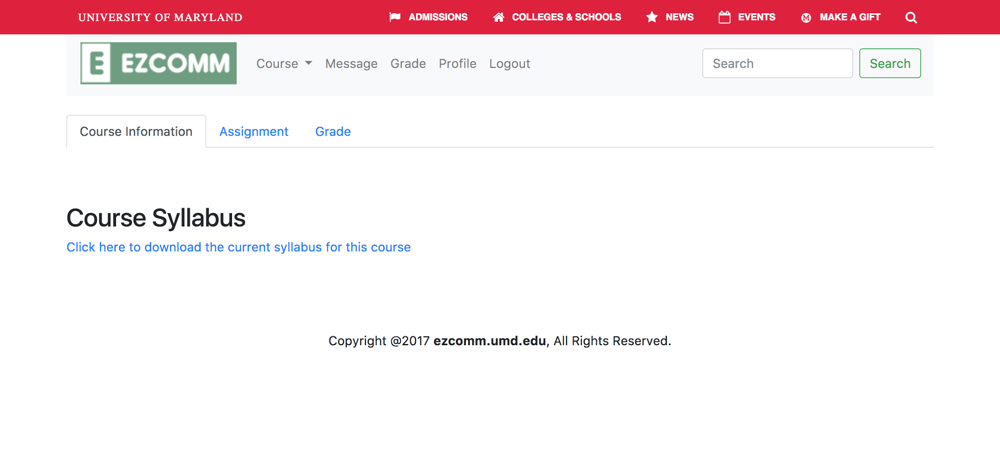 UNIVERSITY OF MARYLAND ADMISSIONS COLLEGES & SCHOOLS NEWS EVENTS M MAKE A GIFT
E EZCOMM Course Message Grade Profile Logout Search Search
Course Information Assignment Grade
Course Syllabus
Click here to download the current syllabus for this course
Copyright @2017 ezcomm.umd.edu, All Rights Reserved.